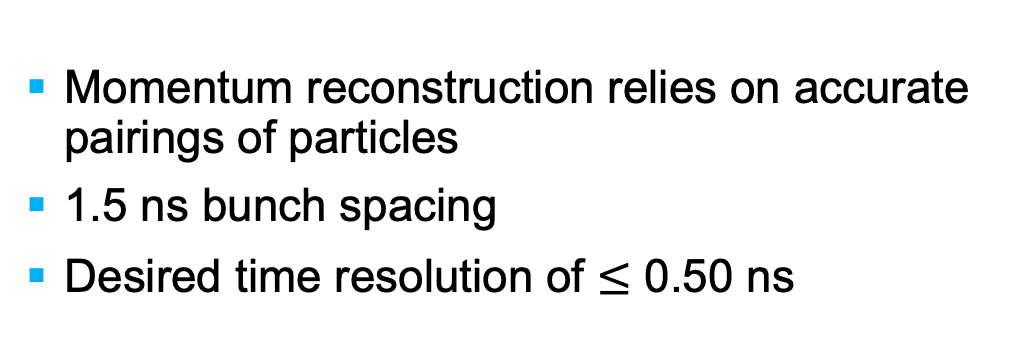 ▪ Momentum reconstruction relies on accurate
pairings of particles
▪ 1.5 ns bunch spacing
▪ Desired time resolution of ≤ 0.50 ns